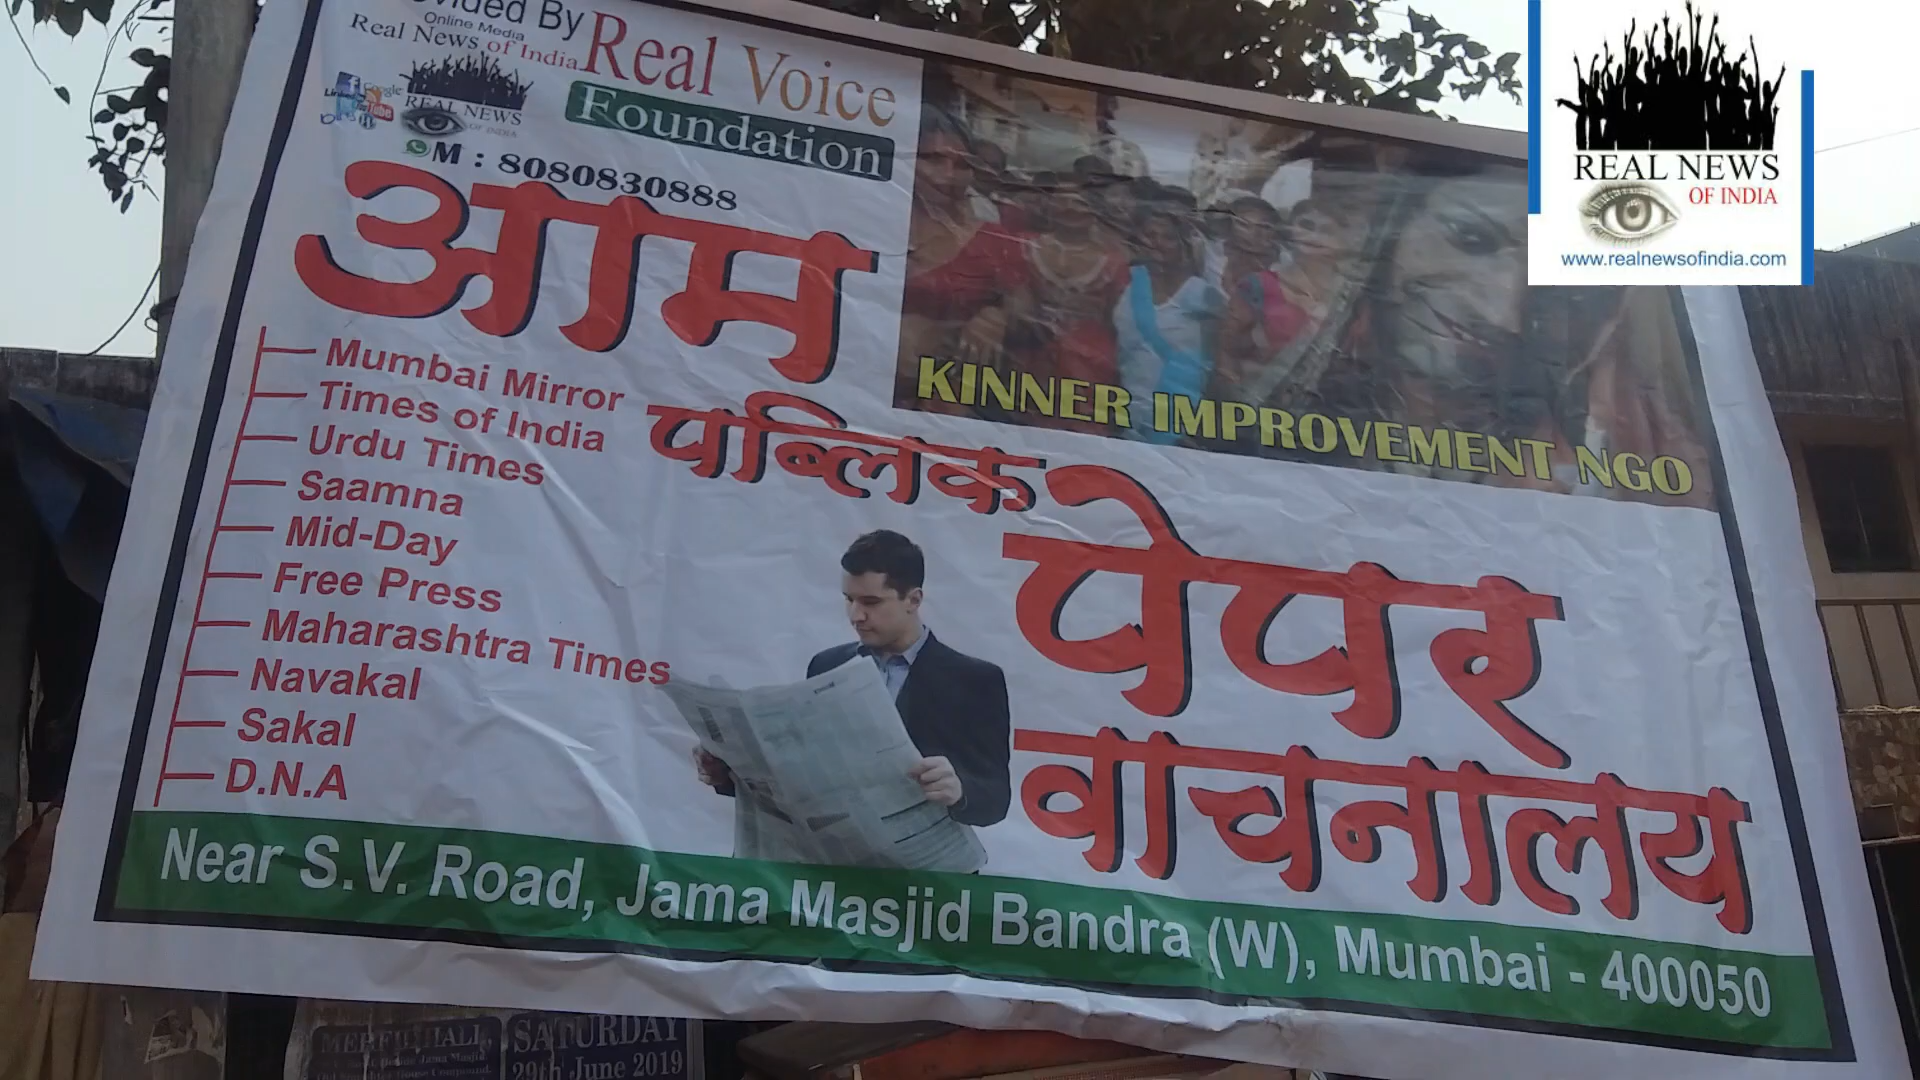 Provided By
Online Media
Real News of India
Real Voice
Foundation
REAL NEWS
OF INDIA
M : 8080830888
आम
पब्लिक
पेपर
वाचनालय
KINNER IMPROVEMENT NGO
Mumbai Mirror
Times of India
Urdu Times
Saamna
Mid-Day
Free Press
Maharashtra Times
Navakal
Sakal
D.N.A
Near S.V. Road, Jama Masjid Bandra (W), Mumbai - 400050
SATURDAY
29th June 2019
REAL NEWS
OF INDIA
www.realnewsofindia.com